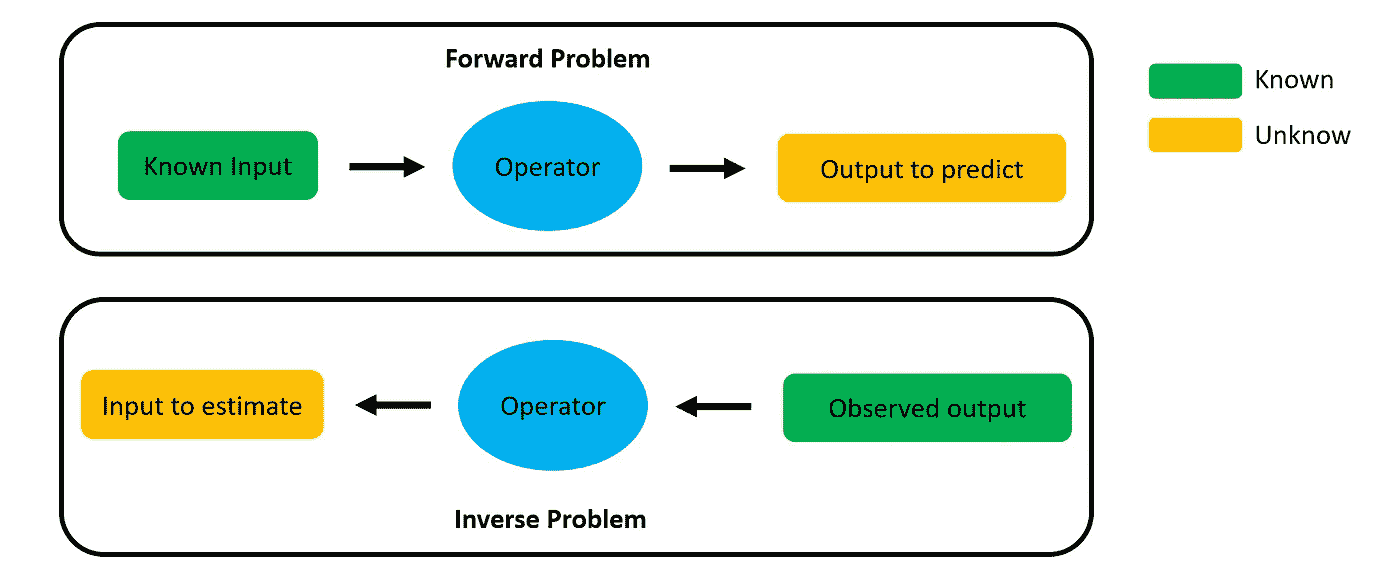 Forward Problem
Known Input
Operator
Output to predict
Known
Unknow
Input to estimate
Operator
Observed output
Inverse Problem